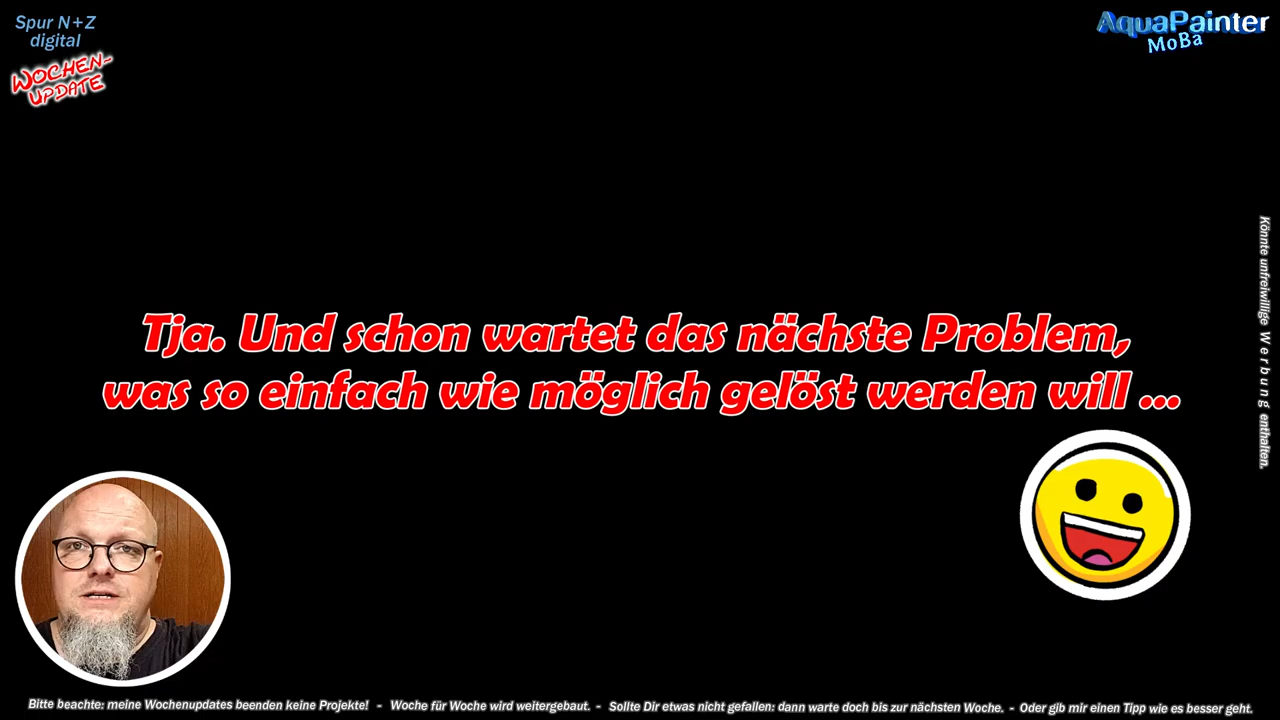 Spur N+Z
digital
WOCHEN-
UPDATE
AquaPainter
MoBa
Könnte unfreiwillige Werbung enthalten.
Tja. Und schon wartet das nächste Problem,
was so einfach wie möglich gelöst werden will ...
Bitte beachte: meine Wochenupdates beenden keine Projekte! - Woche für Woche wird weitergebaut. - Sollte Dir etwas nicht gefallen: dann warte doch bis zur nächsten Woche. - Oder gib mir einen Tipp wie es besser geht.